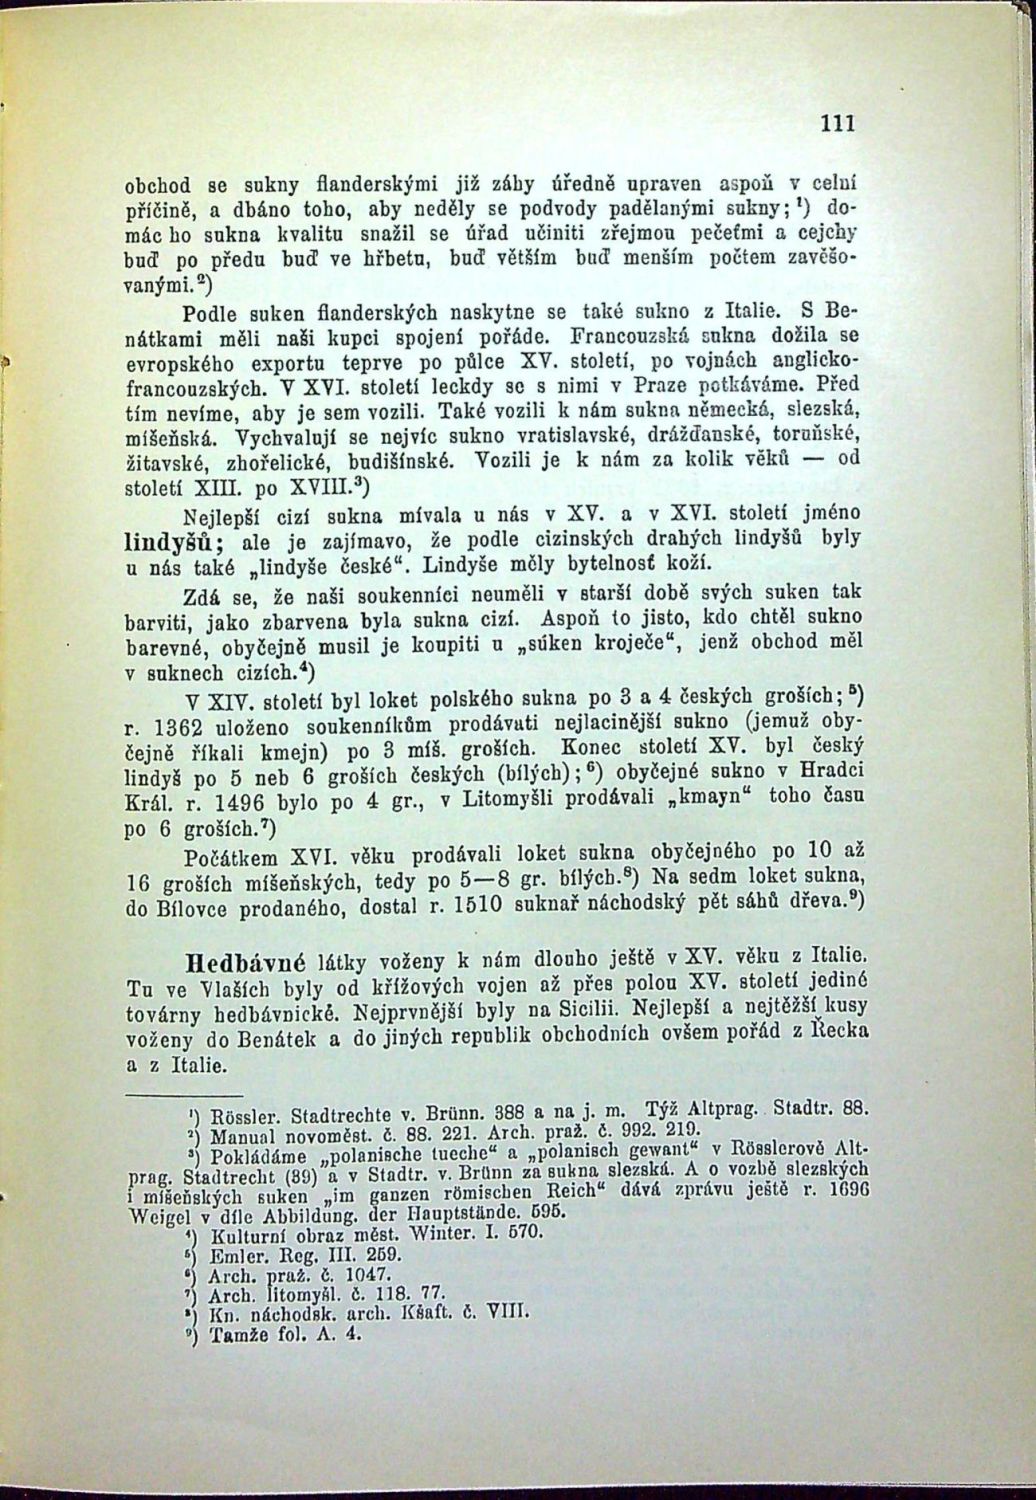 111
obchod se sukny flanderskými již záhy úředně upraven aspoň v celní
příčině, a dbáno toho, aby neděly se podvody padělanými sukny;¹) do-
mác ho sukna kvalitu snažil se úřad učiniti zřejmou pečeťmi a cejchy
buď po předu buď ve hřbetu, buď větším buď menším počtem zavěšo-
vanými.²)
Podle suken flanderských naskytne se také sukno z Italie. S Be-
nátkami měli naši kupci spojení pořáde. Francouzská sukna dožila se
evropského exportu teprve po půlce XV. století, po vojnách anglicko-
francouzských. V XVI. století leckdy se s nimi v Praze potkáváme. Před
tím nevíme, aby je sem vozili. Také vozili k nám sukna německá, slezská,
míšeňská. Vychvalují se nejvíc sukno vratislavské, drážďanské, toruňské,
žitavské, zhořelické, budišínské. Vozili je k nám za kolik věků — od
století XIII. po XVIII.³)
Nejlepší cizí sukna mívala u nás v XV. a v XVI. století jméno
lindyšů; ale je zajímavo, že podle cizinských drahých lindyšů byly
u nás také „lindyše české“. Lindyše měly bytelnosť koží.
Zdá se, že naši soukenníci neuměli v starší době svých suken tak
barviti, jako zbarvena byla sukna cizí. Aspoň to jisto, kdo chtěl sukno
barevné, obyčejně musil je koupiti u „súken kroječe“, jenž obchod měl
v suknech cizích.⁴)
V XIV. století byl loket polského sukna po 3 a 4 českých groších;⁵)
r. 1362 uloženo soukenníkům prodávati nejlacinější sukno (jemuž oby-
čejně říkali kmejn) po 3 míš. groších. Konec století XV. byl český
lindyš po 5 neb 6 groších českých (bílých);⁶) obyčejné sukno v Hradci
Král. r. 1496 bylo po 4 gr., v Litomyšli prodávali „kmayn“ toho času
po 6 groších.⁷)
Počátkem XVI. věku prodávali loket sukna obyčejného po 10 až
16 groších míšeňských, tedy po 5—8 gr. bílých.⁸) Na sedm loket sukna,
do Bílovce prodaného, dostal r. 1510 suknař náchodský pět sáhů dřeva.⁹)
Hedbávné látky voženy k nám dlouho ještě v XV. věku z Italie.
Tu ve Vlaších byly od křížových vojen až přes polou XV. století jediné
továrny hedbávnické. Nejprvnější byly na Sicilii. Nejlepší a nejtěžší kusy
voženy do Benátek a do jiných republik obchodních ovšem pořád z Řecka
a z Italie.
¹) Rössler. Stadtrechte v. Brünn. 388 a na j. m. Týž Altprag. Stadtr. 88.
²) Manual novoměst. č. 88. 221. Arch. praž. č. 992. 219.
³) Pokládáme „polanische tueche“ a „polanisch gewant“ v Rösslerově Alt-
prag. Stadtrecht (89) a v Stadtr. v. Brünn za sukna slezská. A o vozbě slezských
i míšeňských suken „im ganzen römischen Reich“ dává zprávu ještě r. 1696
Weigel v díle Abbildung. der Hauptstände. 595.
⁴) Kulturní obraz měst. Winter. I. 570.
⁵) Emler. Reg. III. 259.
⁶) Arch. praž. č. 1047.
⁷) Arch. litomyšl. č. 118. 77.
⁸) Kn. náchodsk. arch. Kšaft. č. VIII.
⁹) Tamže fol. A. 4.